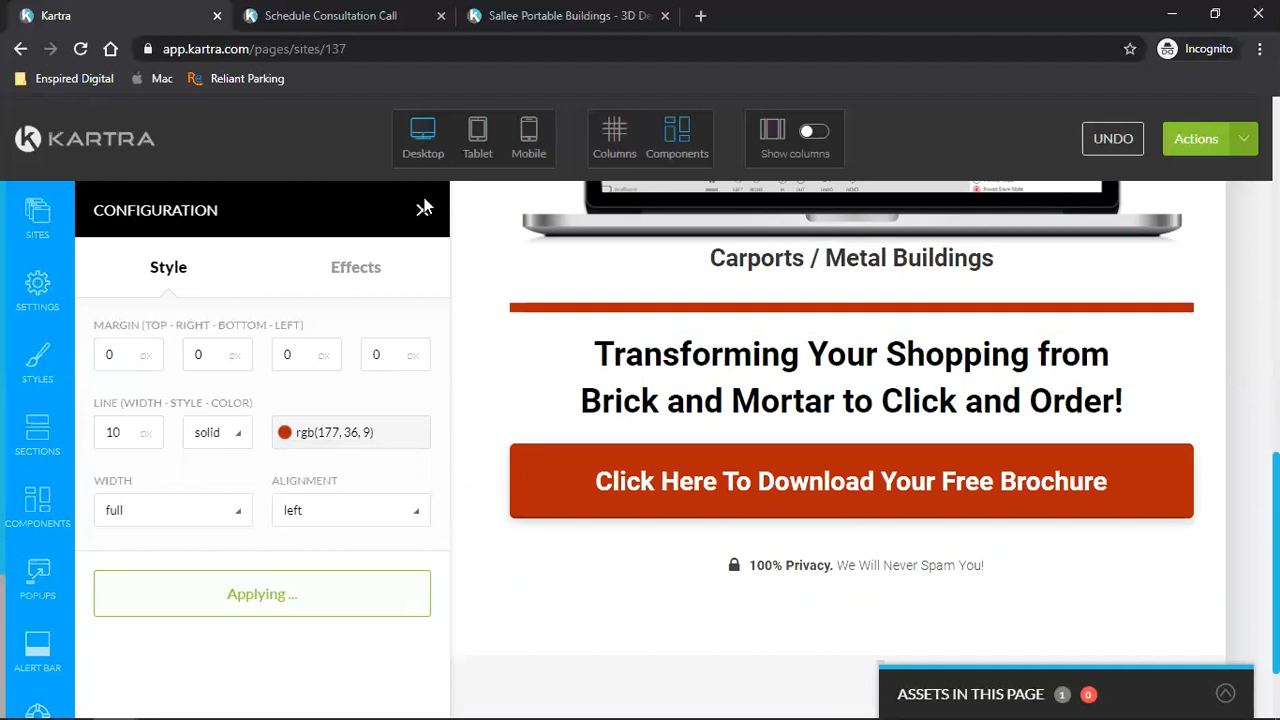 Kartra
Schedule Consultation Call
Sallee Portable Buildings - 3D De
app.kartra.com/pages/sites/137
Incognito
Enspired Digital
Mac
Reliant Parking
KARTRA
Desktop
Tablet
Mobile
Columns
Components
Show columns
UNDO
Actions
SITES
SETTINGS
STYLES
SECTIONS
COMPONENTS
POPUPS
ALERT BAR
CONFIGURATION
Style
Effects
MARGIN (TOP - RIGHT - BOTTOM - LEFT)
0 px 0 px 0 px 0 px
LINE (WIDTH - STYLE - COLOR)
10 px solid rgb(177, 36, 9)
WIDTH
ALIGNMENT
full
left
Applying ...
Carports / Metal Buildings
Transforming Your Shopping from
Brick and Mortar to Click and Order!
Click Here To Download Your Free Brochure
100% Privacy. We Will Never Spam You!
ASSETS IN THIS PAGE 1 0